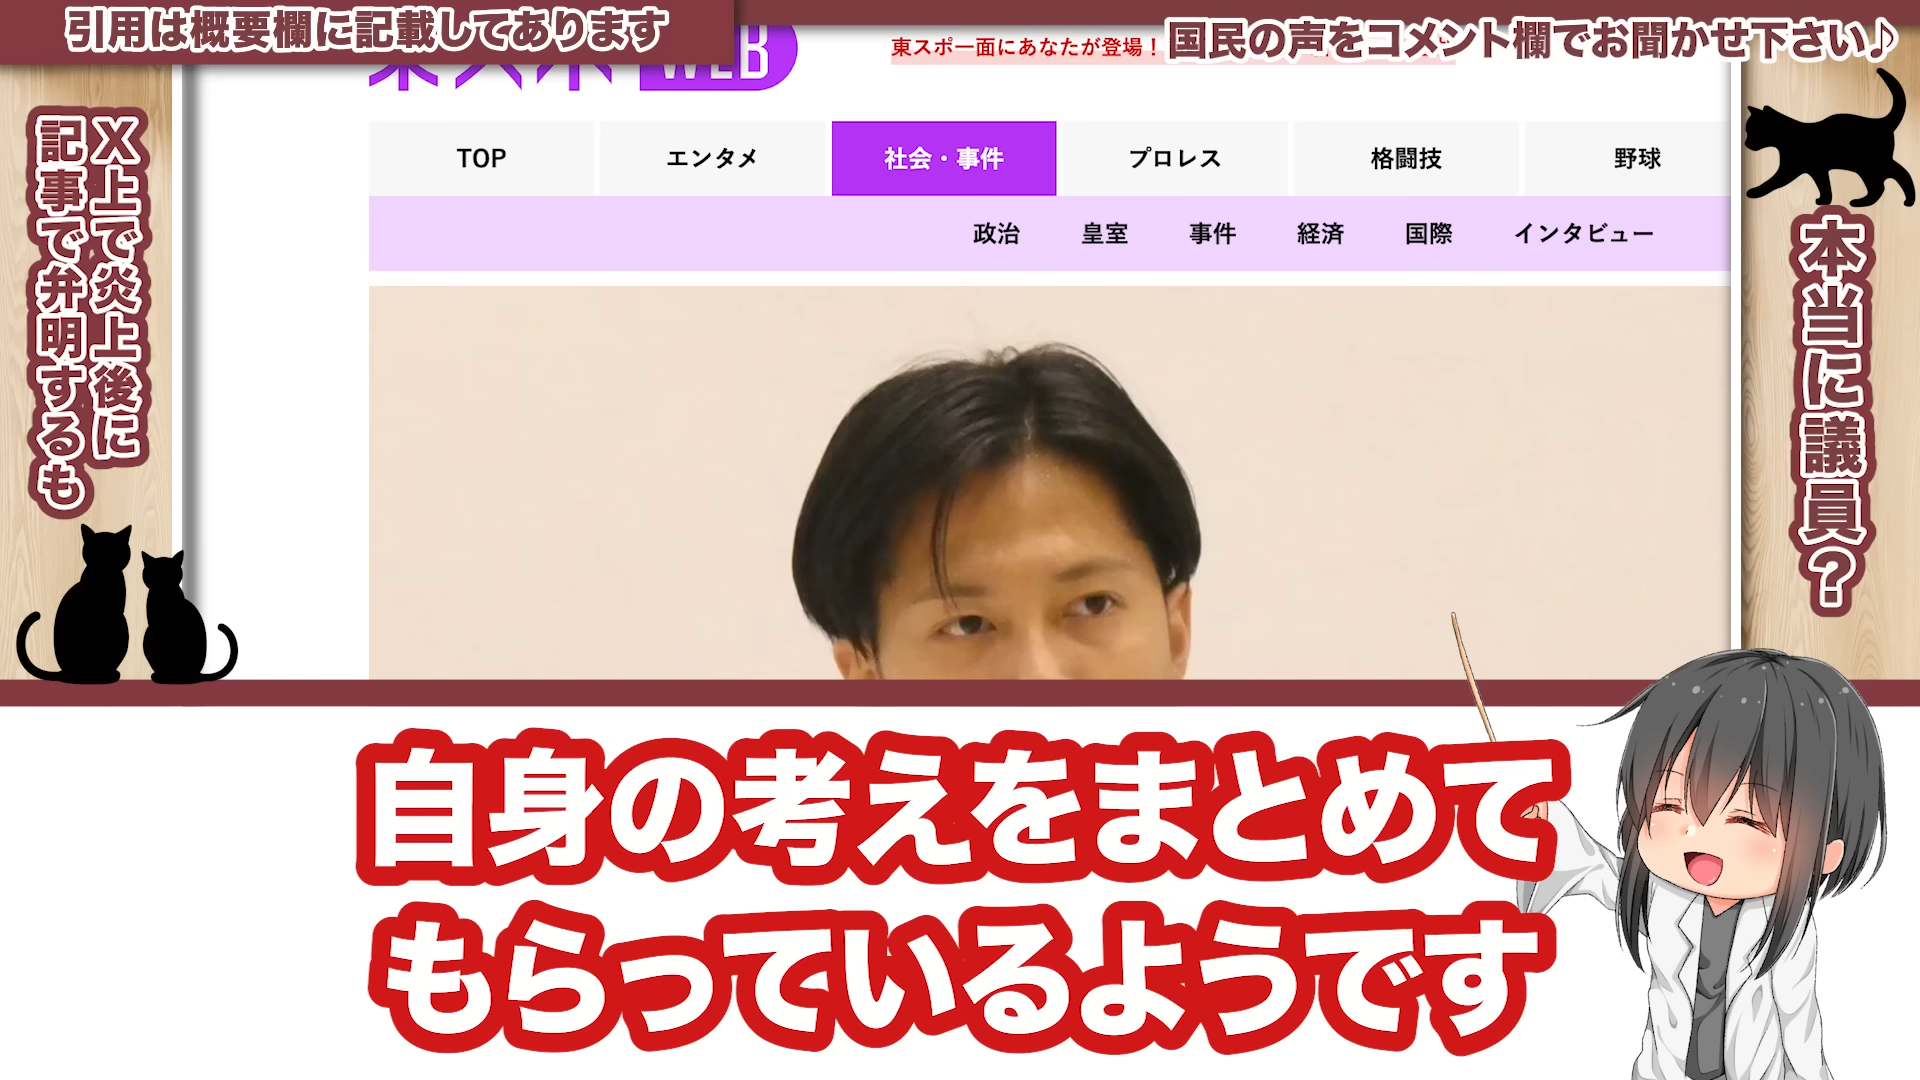 引用は概要欄に記載してあります
国民の声をコメント欄でお聞かせ下さい♪
東スポ WEB
東スポ一面にあなたが登場!
TOP
エンタメ
社会・事件
プロレス
格闘技
野球
政治
皇室
事件
経済
国際
インタビュー
X上で炎上後に
記事で弁明するも
本当に議員?
自身の考えをまとめて
もらっているようです